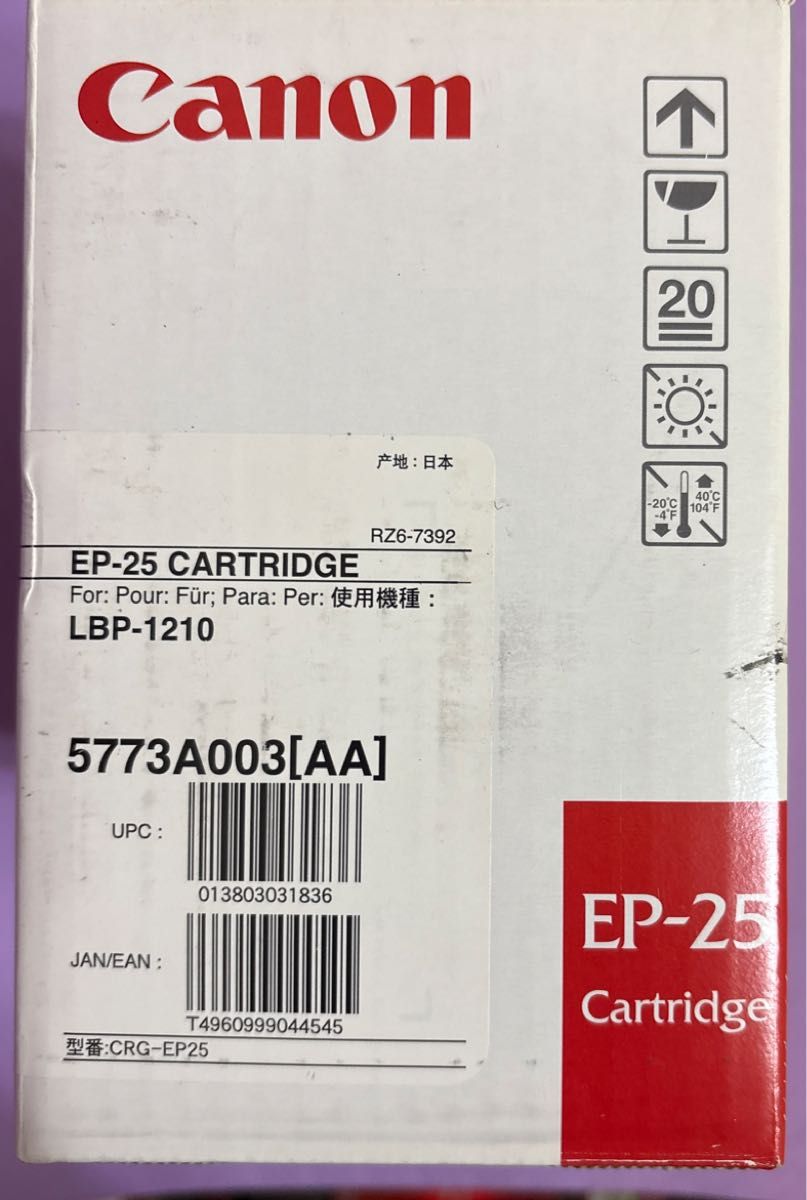 Canon
20
-20°C
-4°F
40°C
104°F
产地：日本
RZ6-7392
EP-25 CARTRIDGE
For: Pour: Für; Para: Per: 使用機種：
LBP-1210
5773A003[AA]
UPC :
013803031836
JAN/EAN :
T4960999044545
型番:CRG-EP25
EP-25
Cartridge